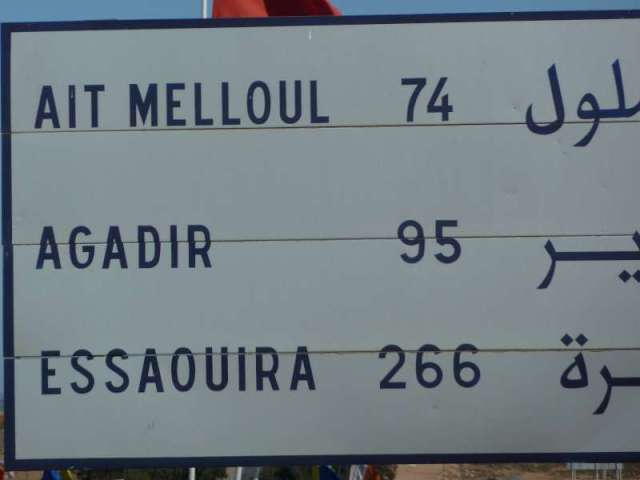 AIT MELLOUL 74
AGADIR 95
ESSAOUIRA 266